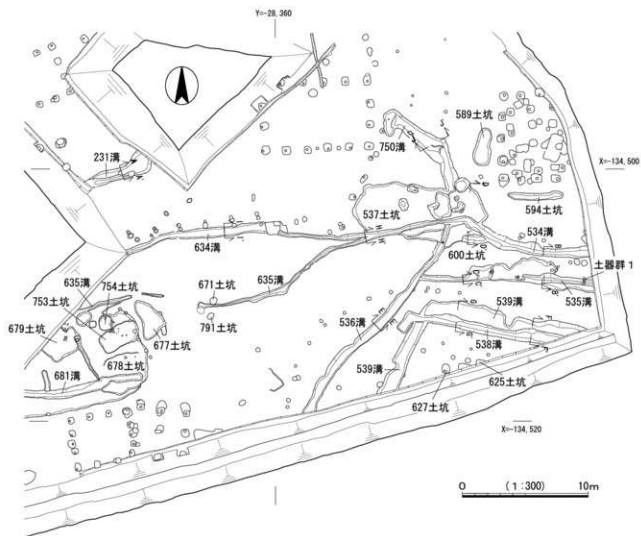 Y=-28,360
589土坑
750溝
X=-134,500
231溝
594土坑
537土坑
534溝
634溝
600土坑
土器群 1
635溝
671土坑
635溝
754土坑
539溝
535溝
753土坑
791土坑
536溝
679土坑
677土坑
538溝
678土坑
539溝
681溝
625土坑
627土坑
X=-134,520
0 (1:300) 10m